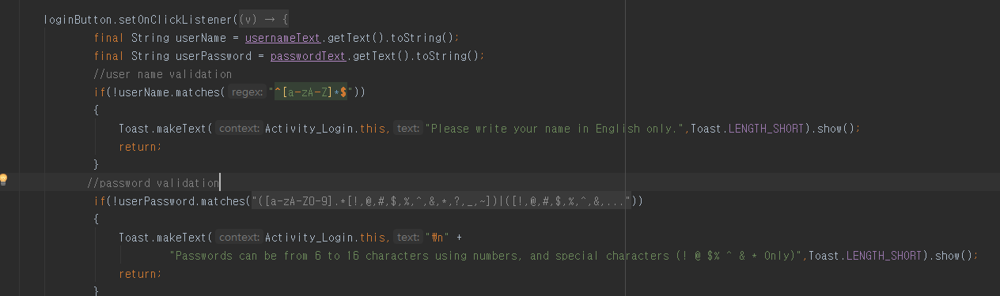 loginButton.setOnClickListener((v) → {
final String userName = usernameText.getText().toString();
final String userPassword = passwordText.getText().toString();
//user name validation
if(!userName.matches( regex: "^[a-zA-Z]*$"))
{
Toast.makeText( context: Activity_Login.this, text: "Please write your name in English only.",Toast.LENGTH_SHORT).show();
return;
}
//password validation
if(!userPassword.matches("([a-zA-Z0-9].*[!,@,#,$,%,^,&,*,?,_,~])|([!,@,#,$,%,^,&,..."))
{
Toast.makeText( context: Activity_Login.this, text: "₩n" +
"Passwords can be from 6 to 16 characters using numbers, and special characters (! @ $% ^ & * Only)",Toast.LENGTH_SHORT).show();
return;
}